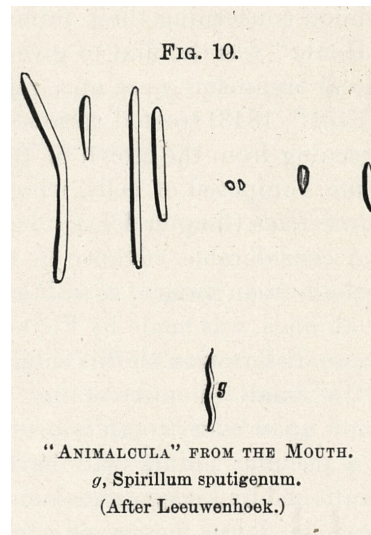 FIG. 10.
g
"ANIMALCULA" FROM THE MOUTH.
g, Spirillum sputigenum.
(After Leeuwenhoek.)